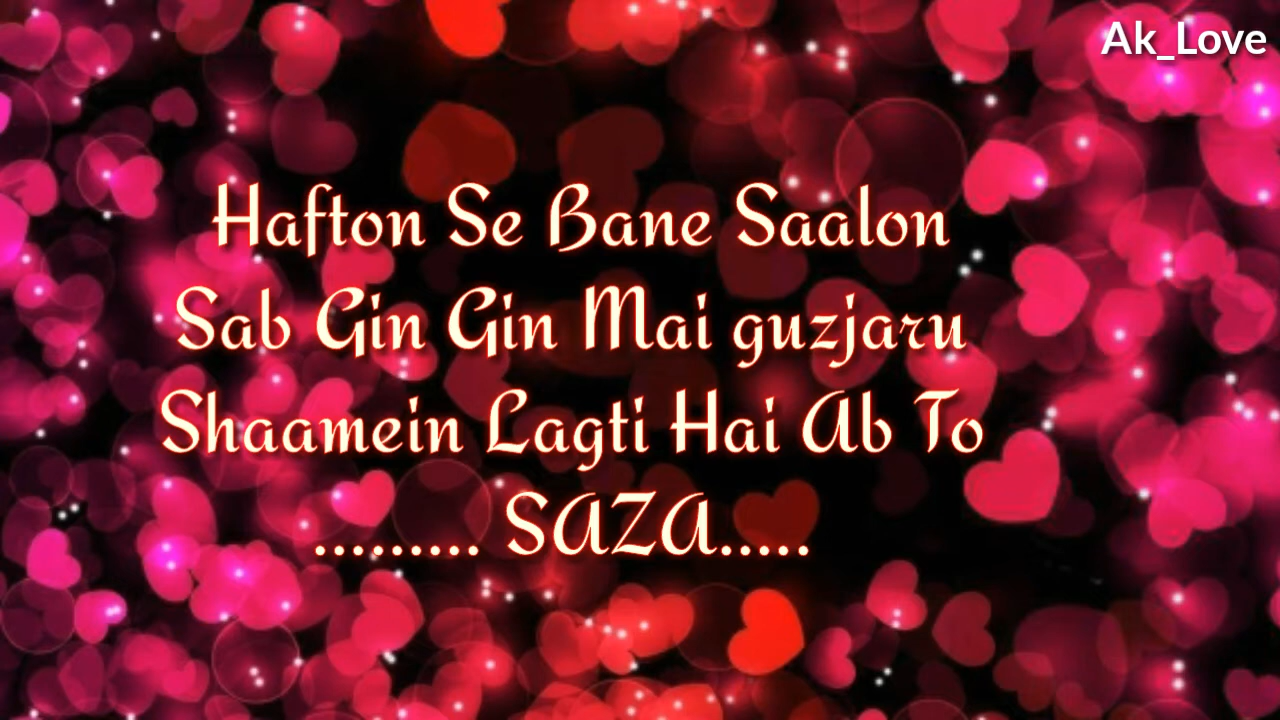 Ak_Love
Hafton Se Bane Saalon
Sab Gin Gin Mai guzjaru
Shaamein Lagti Hai Ab To
......... SAZA.....